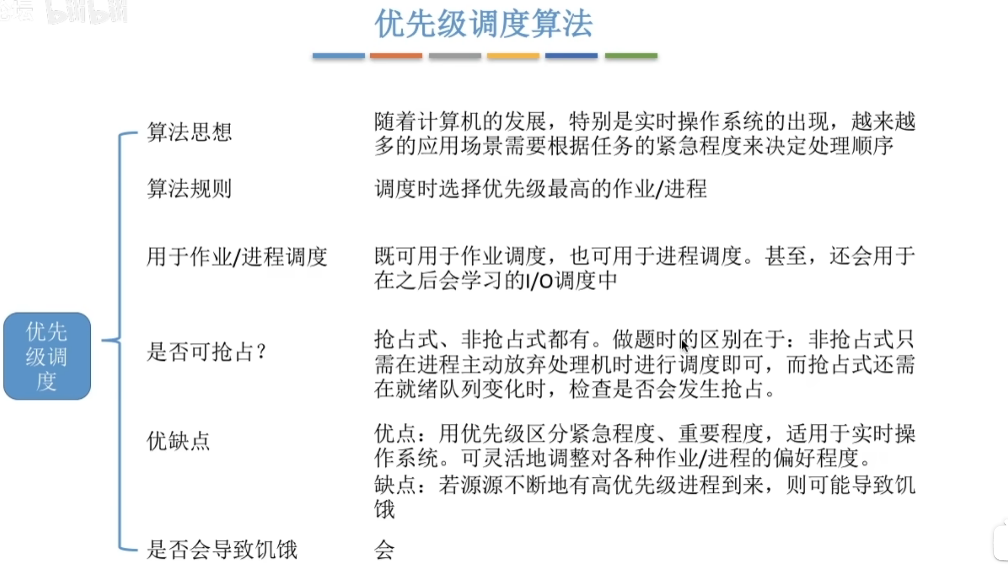 优先级调度算法
算法思想
随着计算机的发展，特别是实时操作系统的出现，越来越
多的应用场景需要根据任务的紧急程度来决定处理顺序
算法规则
调度时选择优先级最高的作业/进程
用于作业/进程调度
既可用于作业调度，也可用于进程调度。甚至，还会用于
在之后会学习的I/O调度中
优先
级调
度
是否可抢占？
抢占式、非抢占式都有。做题时的区别在于：非抢占式只
需在进程主动放弃处理机时进行调度即可，而抢占式还需
在就绪队列变化时，检查是否会发生抢占。
优缺点
优点：用优先级区分紧急程度、重要程度，适用于实时操
作系统。可灵活地调整对各种作业/进程的偏好程度。
缺点：若源源不断地有高优先级进程到来，则可能导致饥
饿
是否会导致饥饿
会